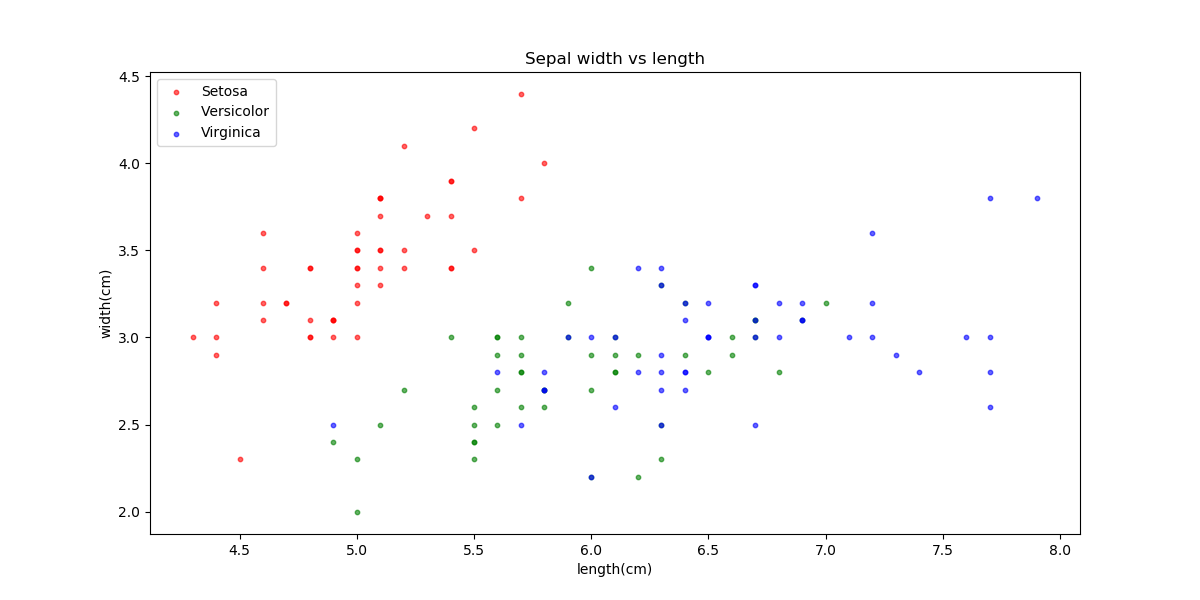 Sepal width vs length
Setosa
Versicolor
Virginica
4.5
4.0
3.5
3.0
2.5
2.0
width(cm)
4.5 5.0 5.5 6.0 6.5 7.0 7.5 8.0
length(cm)